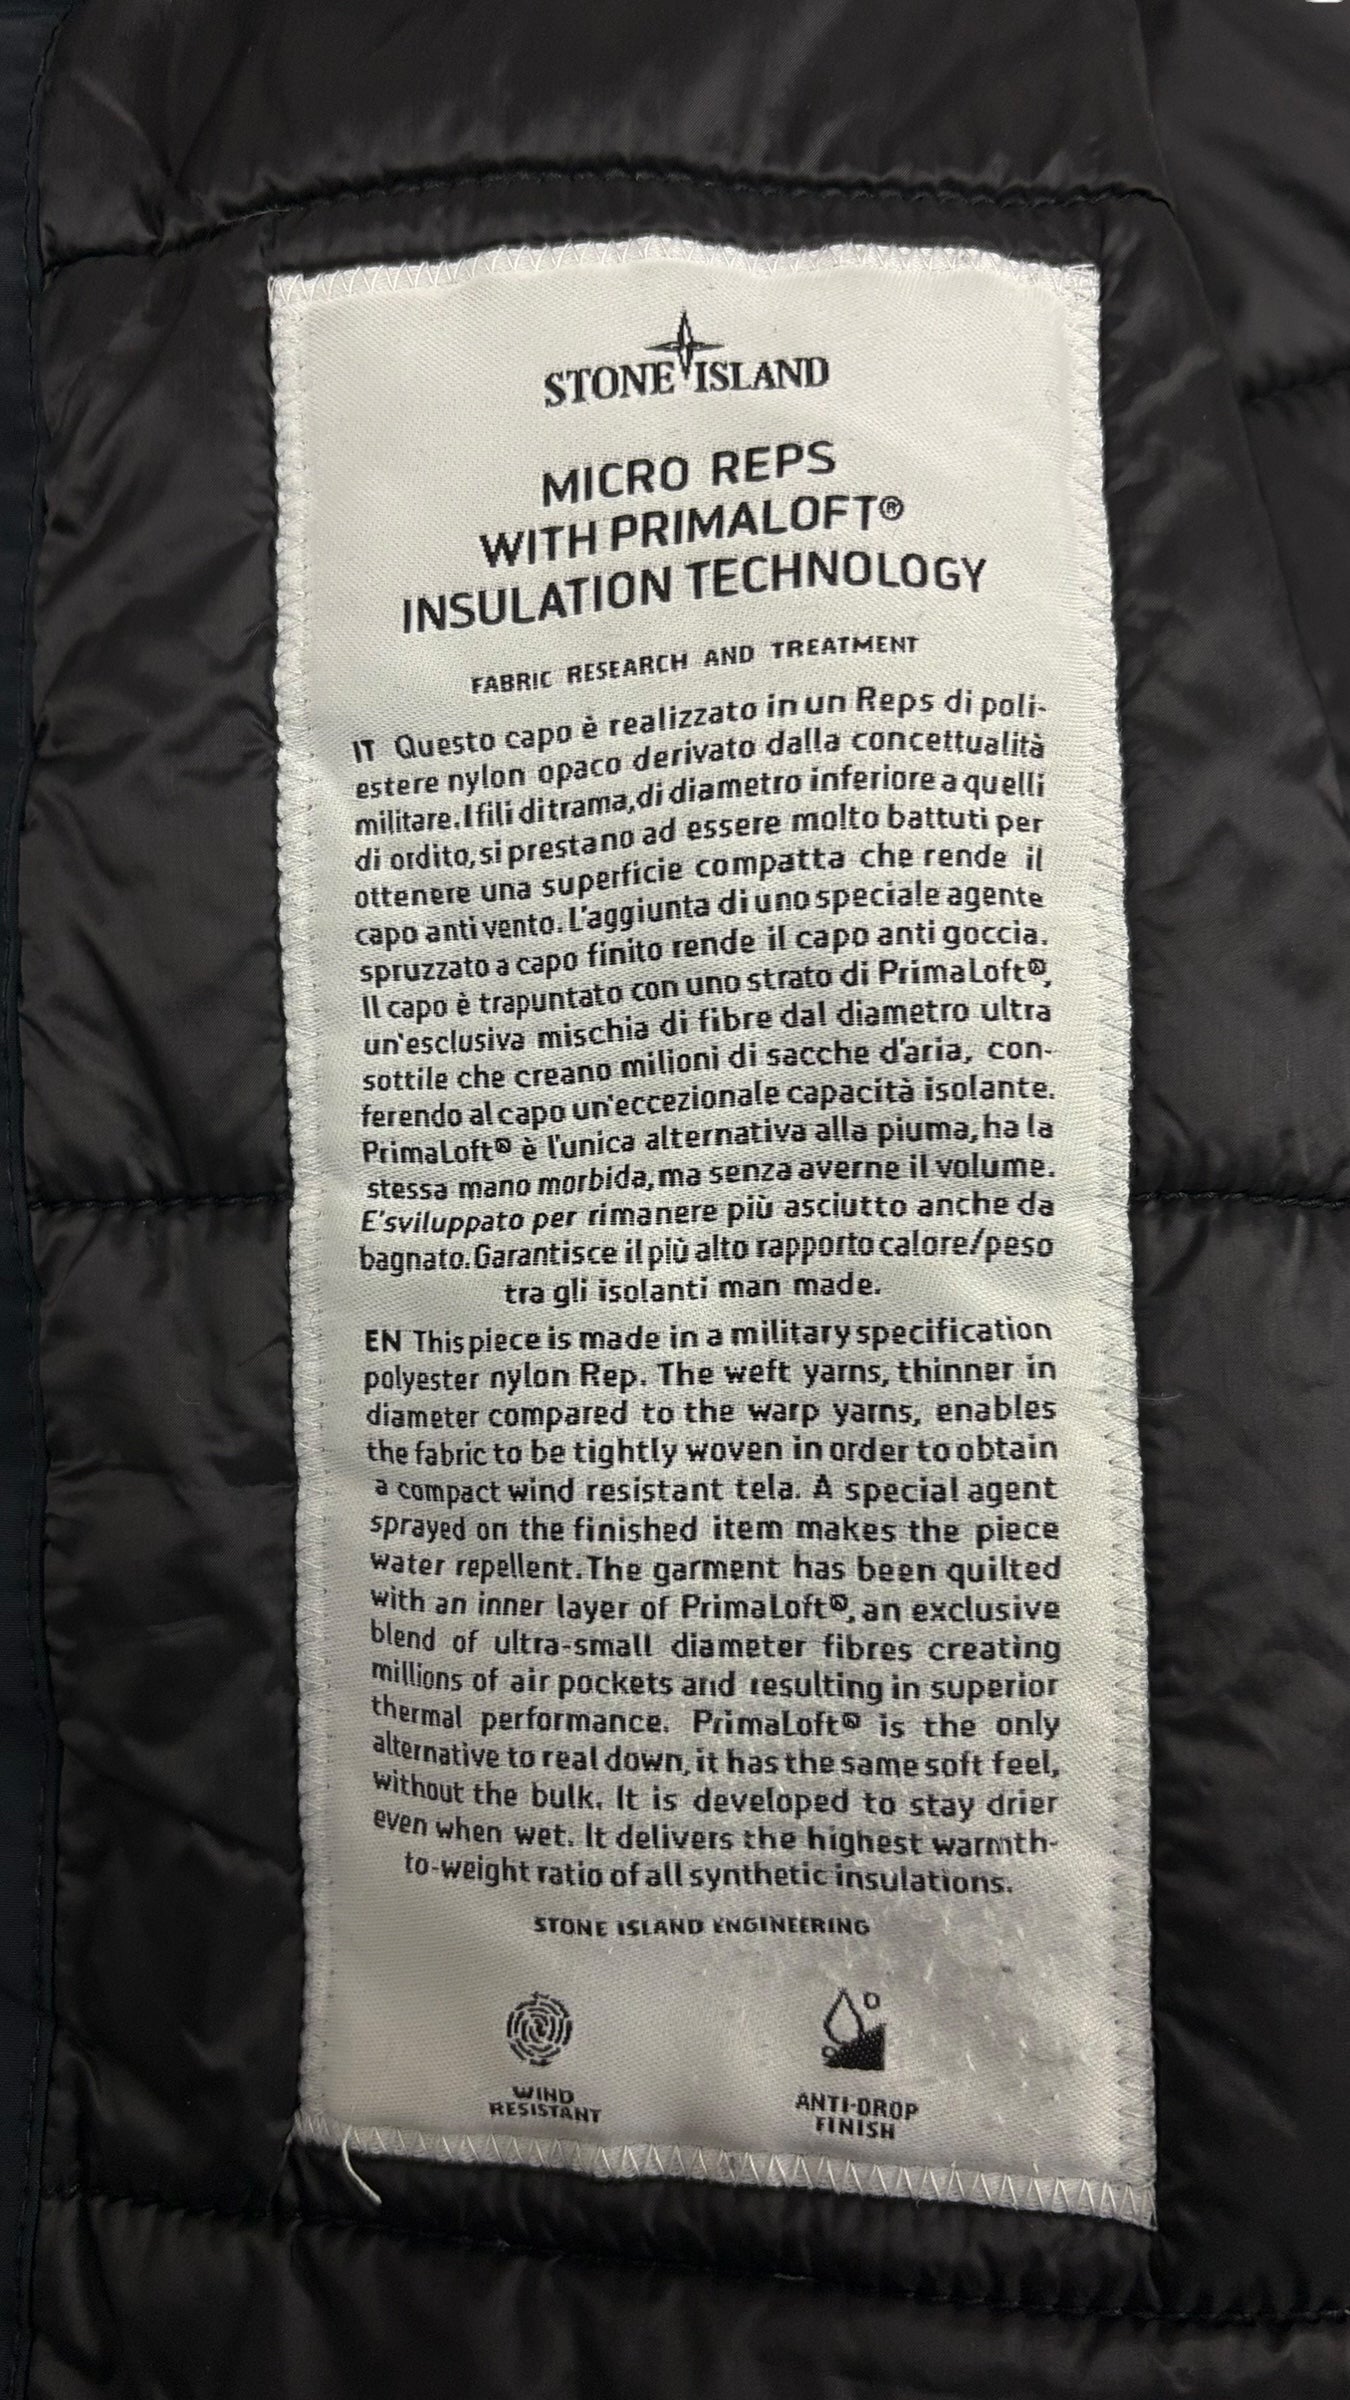 STONE ISLAND
MICRO REPS
WITH PRIMALOFT®
INSULATION TECHNOLOGY
FABRIC RESEARCH AND TREATMENT
IT Questo capo è realizzato in un Reps di poli-
estere nylon opaco derivato dalla concettualità
militare. I fili di trama, di diametro inferiore a quelli
di ordito, si prestano ad essere molto battuti per
ottenere una superficie compatta che rende il
capo anti vento. L'aggiunta di uno speciale agente
spruzzato a capo finito rende il capo anti goccia.
Il capo è trapuntato con uno strato di PrimaLoft®,
un'esclusiva mischia di fibre dal diametro ultra
sottile che creano milioni di sacche d'aria, con-
ferendo al capo un'eccezionale capacità isolante.
PrimaLoft® è l'unica alternativa alla piuma, ha la
stessa mano morbida, ma senza averne il volume.
E'sviluppato per rimanere più asciutto anche da
bagnato. Garantisce il più alto rapporto calore/peso
tra gli isolanti man made.
EN This piece is made in a military specification
polyester nylon Rep. The weft yarns, thinner in
diameter compared to the warp yarns, enables
the fabric to be tightly woven in order to obtain
a compact wind resistant tela. A special agent
sprayed on the finished item makes the piece
water repellent. The garment has been quilted
with an inner layer of PrimaLoft®, an exclusive
blend of ultra-small diameter fibres creating
millions of air pockets and resulting in superior
thermal performance. PrimaLoft® is the only
alternative to real down, it has the same soft feel,
without the bulk. It is developed to stay drier
even when wet. It delivers the highest warmth-
to-weight ratio of all synthetic insulations.
STONE ISLAND ENGINEERING
WIND
RESISTANT
ANTI-DROP
FINISH